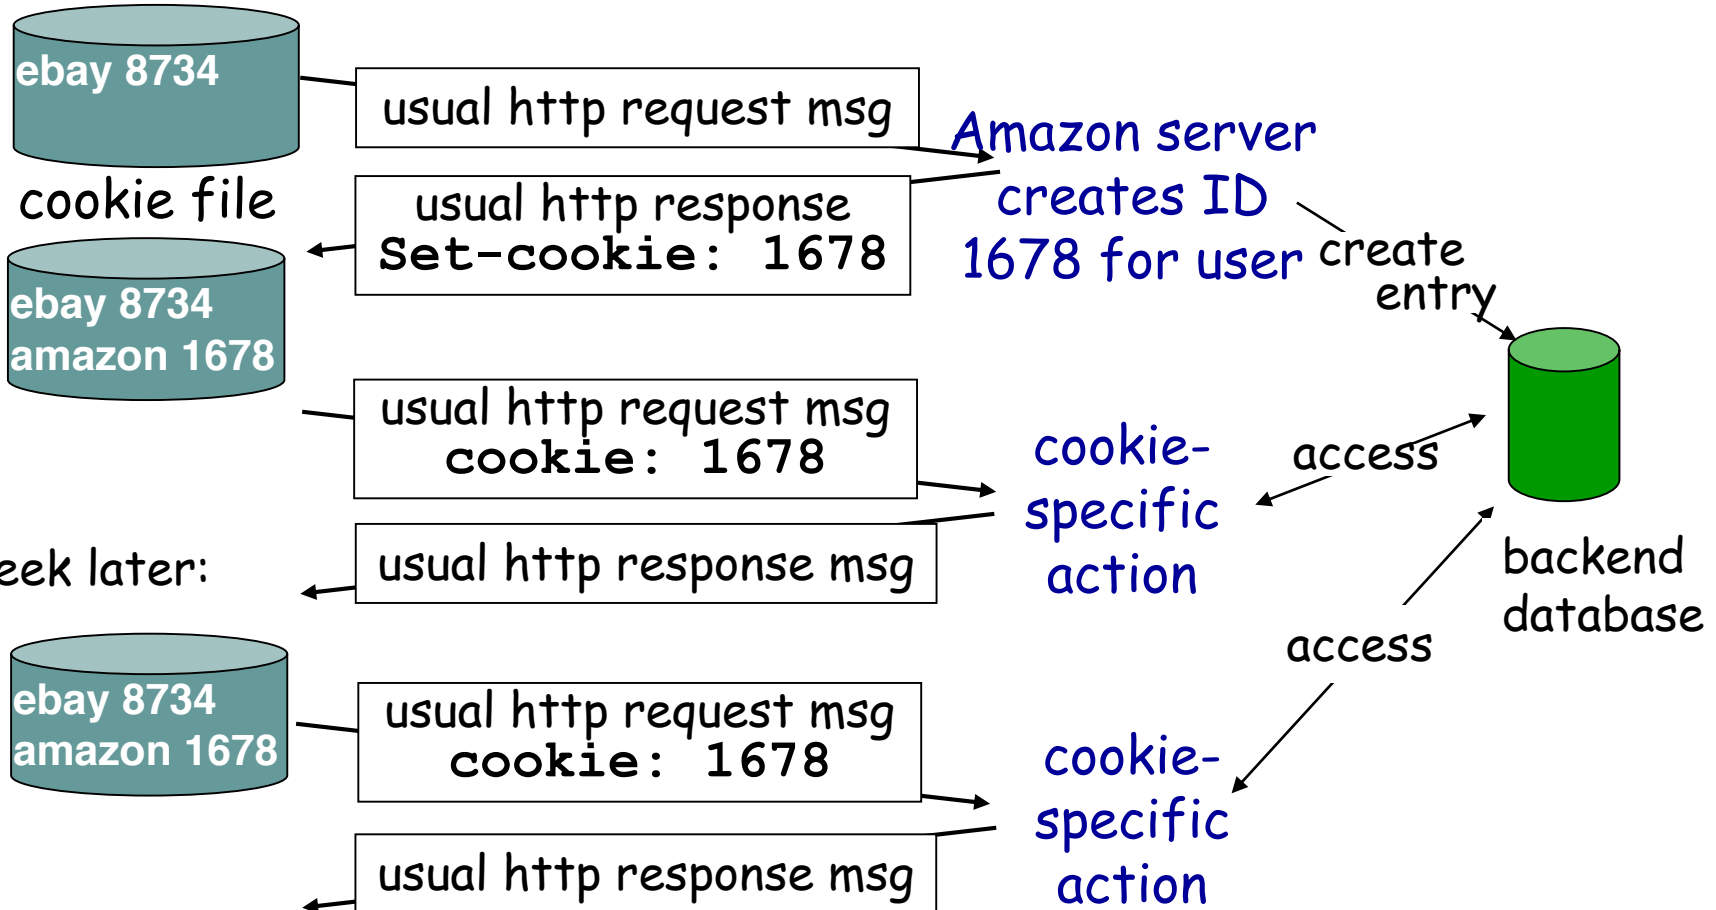 ebay 8734
usual http request msg
Amazon server
creates ID
1678 for user
cookie file
usual http response
Set-cookie: 1678
create
entry
ebay 8734
amazon 1678
usual http request msg
cookie: 1678
cookie-
specific
action
access
usual http response msg
backend
database
eek later:
access
ebay 8734
amazon 1678
usual http request msg
cookie: 1678
cookie-
specific
action
usual http response msg